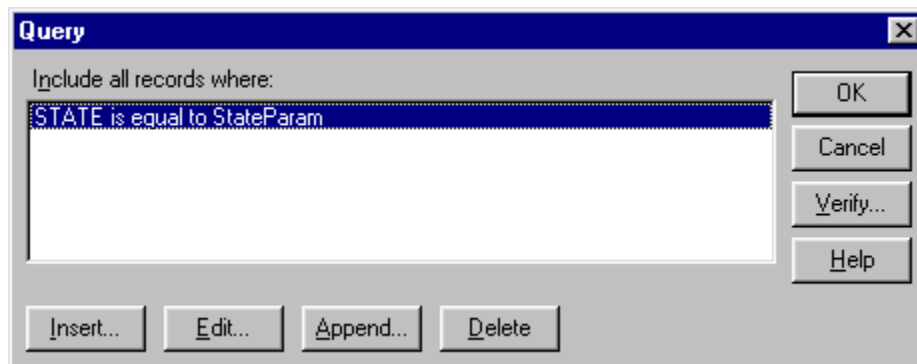 Query
Include all records where:
STATE is equal to StateParam
OK
Cancel
Verify...
Help
Insert...
Edit...
Append...
Delete